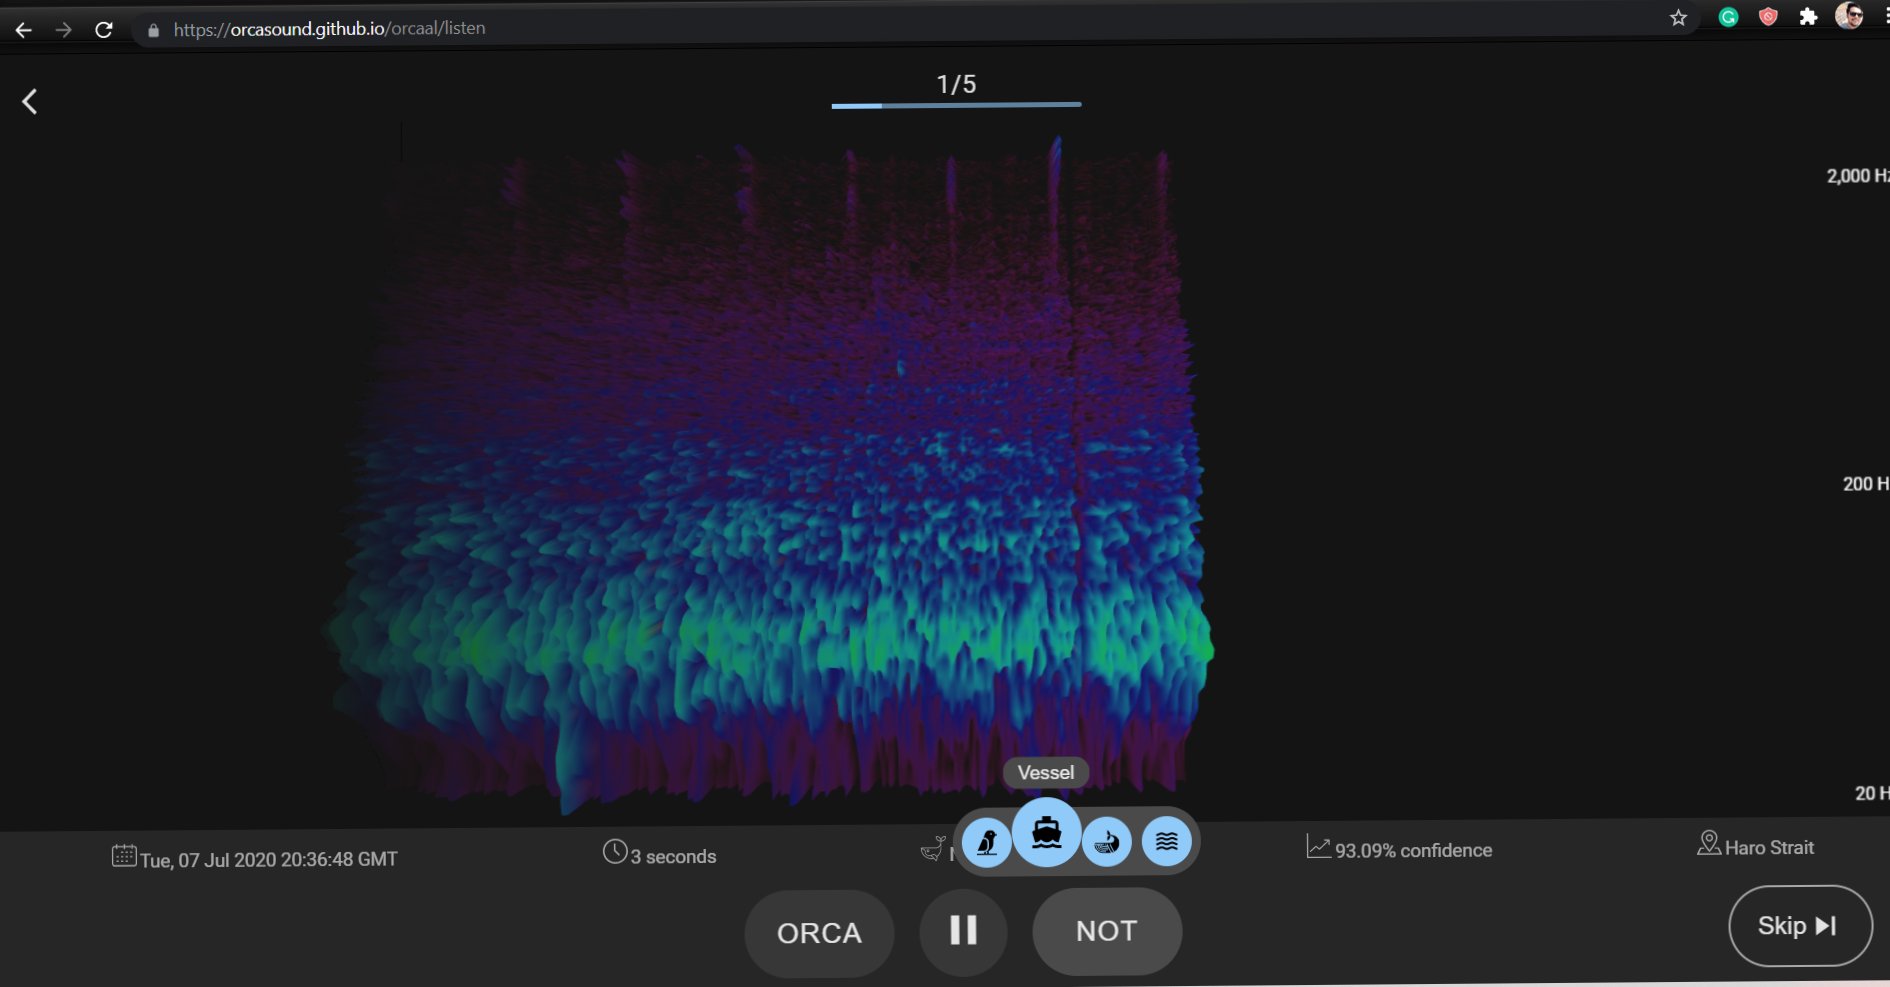 https://orcasound.github.io/orcaal/listen
1/5
2,000 Hz
200 H
20 H
Vessel
Tue, 07 Jul 2020 20:36:48 GMT
3 seconds
93.09% confidence
Haro Strait
ORCA
NOT
Skip